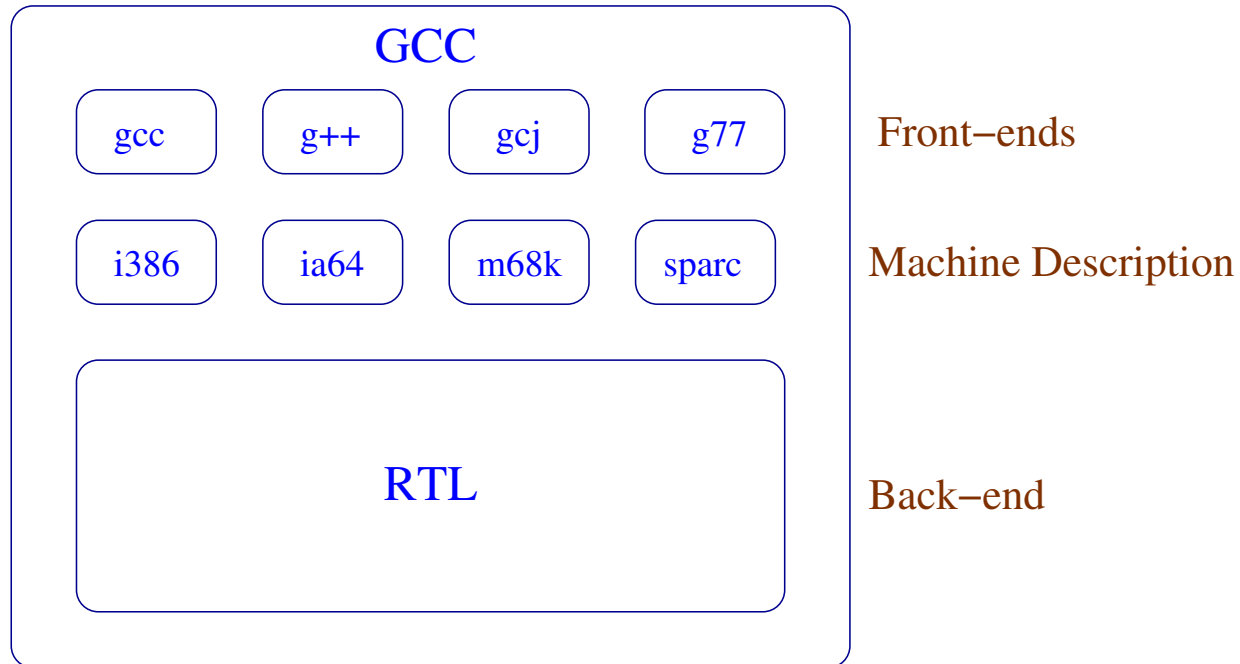 GCC
gcc g++ gcj g77 Front−ends
i386 ia64 m68k sparc Machine Description
RTL
Back−end